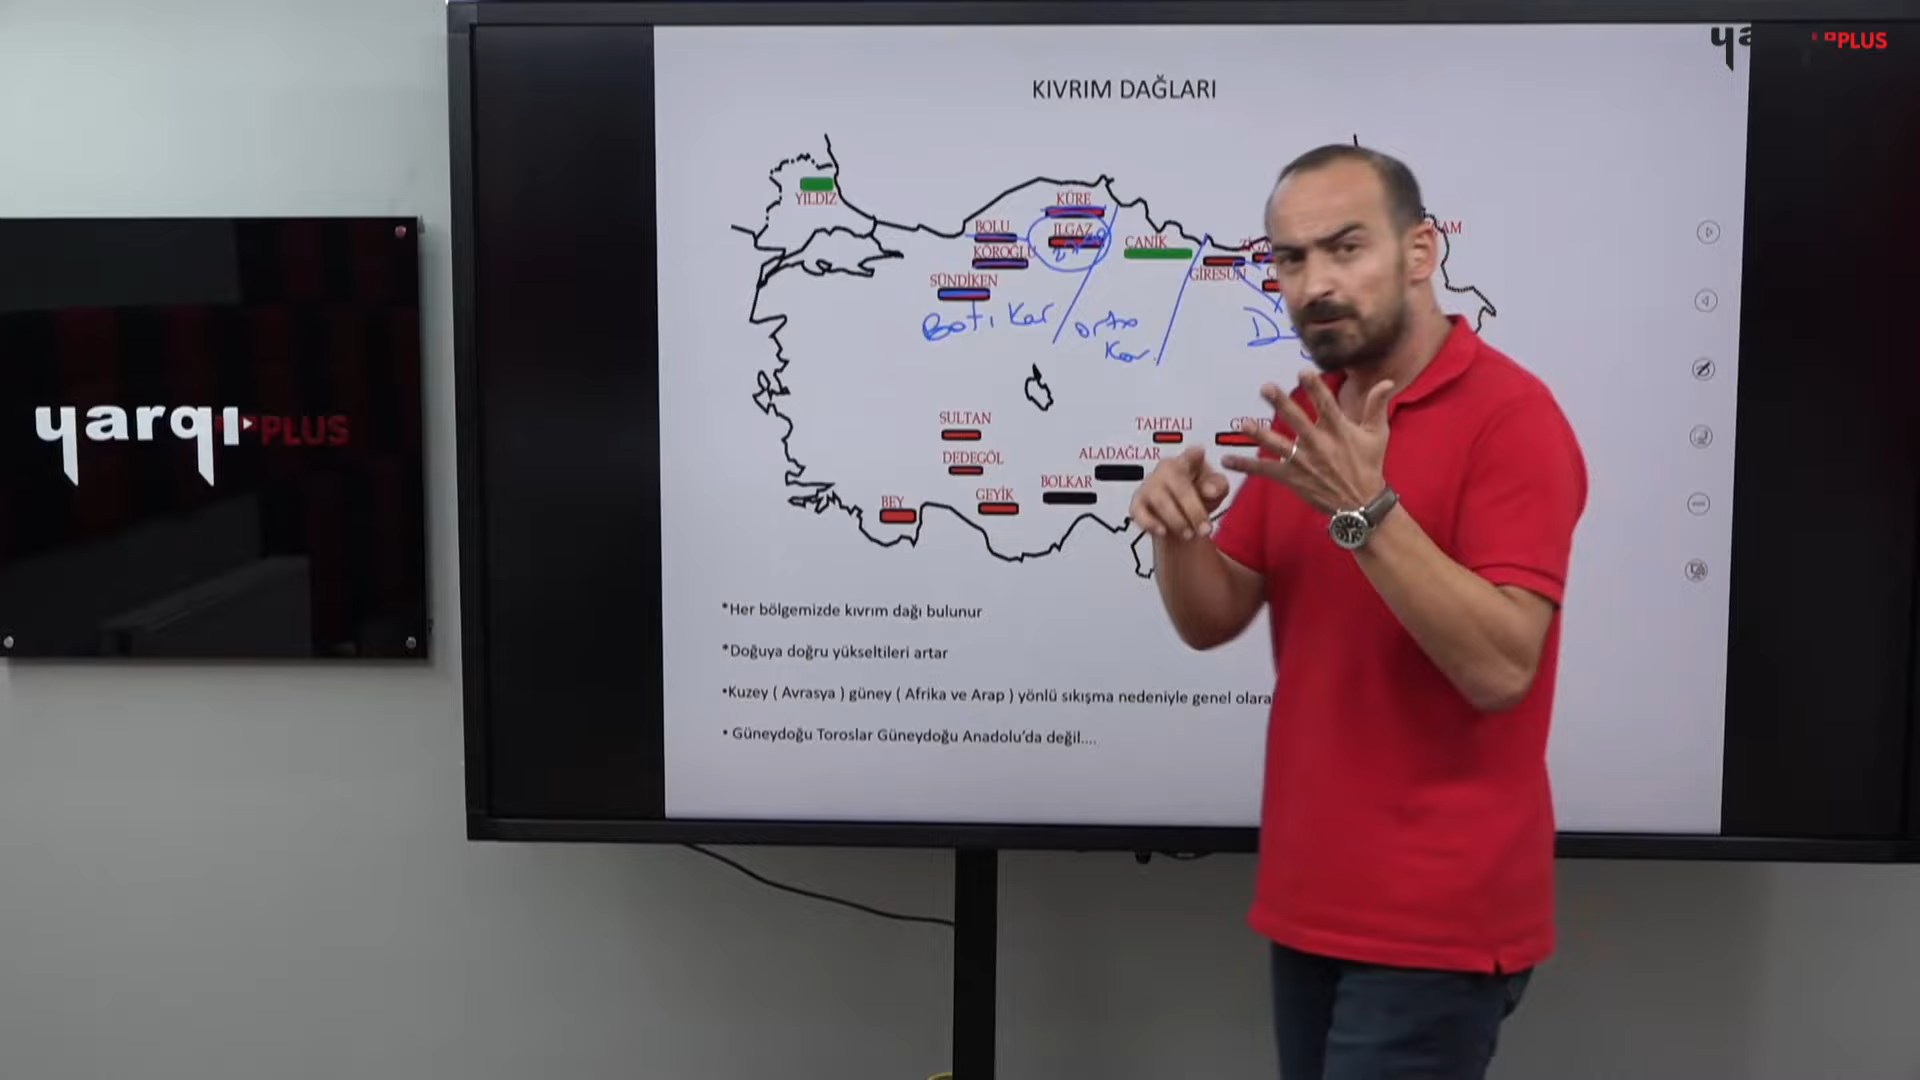 PLUS
KIVRIM DAĞLARI
YILDIZ
KÜRE
BOLU
ILGAZ
CANİK
KÖROĞLU
GİRESUN
SÜNDİKEN
Batı Kar
orta
Kar.
SULTAN
TAHTALI
DEDEGÖL
ALADAĞLAR
BOLKAR
GEYİK
BEY
yargı PLUS
*Her bölgemizde kıvrım dağı bulunur
*Doğuya doğru yükseltileri artar
•Kuzey ( Avrasya ) güney ( Afrika ve Arap ) yönlü sıkışma nedeniyle genel olara
• Güneydoğu Toroslar Güneydoğu Anadolu'da değil....